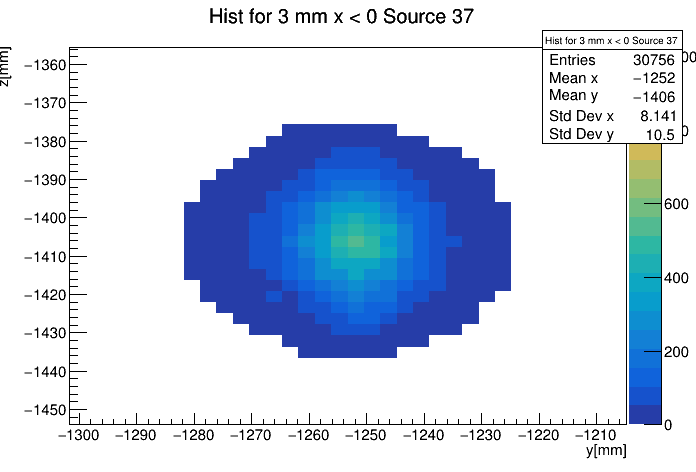 Hist for 3 mm x < 0 Source 37
Hist for 3 mm x < 0 Source 37
Entries 30756
Mean x −1252
Mean y −1406
Std Dev x 8.141
Std Dev y 10.5
z[mm]
−1360
−1370
−1380
−1390
−1400
−1410
−1420
−1430
−1440
−1450
−1300 −1290 −1280 −1270 −1260 −1250 −1240 −1230 −1220 −1210
y[mm]
600
400
200
0